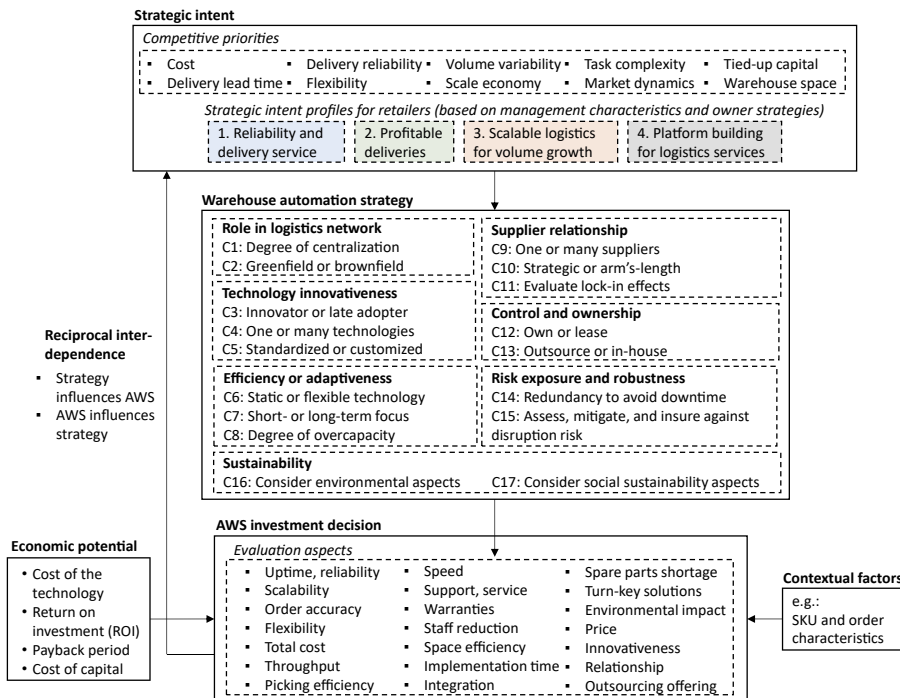 Strategic intent
Competitive priorities
▪ Cost
▪ Delivery lead time
▪ Delivery reliability
▪ Flexibility
▪ Volume variability
▪ Scale economy
▪ Task complexity
▪ Market dynamics
▪ Tied-up capital
▪ Warehouse space
Strategic intent profiles for retailers (based on management characteristics and owner strategies)
1. Reliability and
delivery service
2. Profitable
deliveries
3. Scalable logistics
for volume growth
4. Platform building
for logistics services
Warehouse automation strategy
Role in logistics network
C1: Degree of centralization
C2: Greenfield or brownfield
Technology innovativeness
C3: Innovator or late adopter
C4: One or many technologies
C5: Standardized or customized
Efficiency or adaptiveness
C6: Static or flexible technology
C7: Short- or long-term focus
C8: Degree of overcapacity
Supplier relationship
C9: One or many suppliers
C10: Strategic or arm's-length
C11: Evaluate lock-in effects
Control and ownership
C12: Own or lease
C13: Outsource or in-house
Risk exposure and robustness
C14: Redundancy to avoid downtime
C15: Assess, mitigate, and insure against
disruption risk
Sustainability
C16: Consider environmental aspects
C17: Consider social sustainability aspects
Reciprocal inter-
dependence
▪ Strategy
influences AWS
▪ AWS influences
strategy
AWS investment decision
Evaluation aspects
▪ Uptime, reliability
▪ Scalability
▪ Order accuracy
▪ Flexibility
▪ Total cost
▪ Throughput
▪ Picking efficiency
▪ Speed
▪ Support, service
▪ Warranties
▪ Staff reduction
▪ Space efficiency
▪ Implementation time
▪ Integration
▪ Spare parts shortage
▪ Turn-key solutions
▪ Environmental impact
▪ Price
▪ Innovativeness
▪ Relationship
▪ Outsourcing offering
Economic potential
• Cost of the
technology
• Return on
investment (ROI)
• Payback period
• Cost of capital
Contextual factors
e.g.:
SKU and order
characteristics